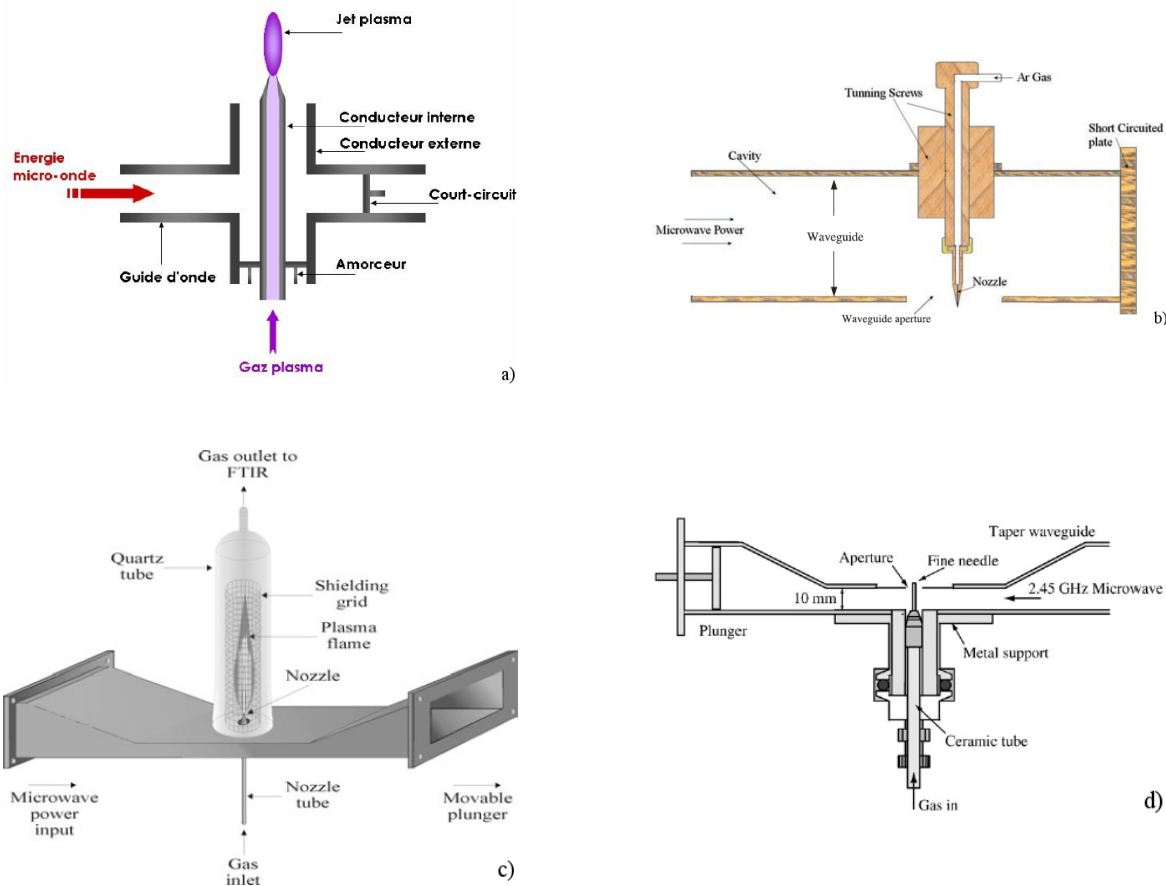 Jet plasma
Conducteur interne
Conducteur externe
Energie
micro-onde
Court-circuit
Guide d'onde
Amorceur
Gaz plasma
a)
Ar Gas
Tunning Screws
Short Circuited
plate
Cavity
Microwave Power
Waveguide
Nozzle
Waveguide aperture
b)
Gas outlet to
FTIR
Quartz
tube
Shielding
grid
Plasma
flame
Nozzle
Microwave
power
input
Nozzle
tube
Movable
plunger
Gas
inlet
c)
Taper waveguide
Aperture
Fine needle
10 mm
2.45 GHz Microwave
Plunger
Metal support
Ceramic tube
Gas in
d)